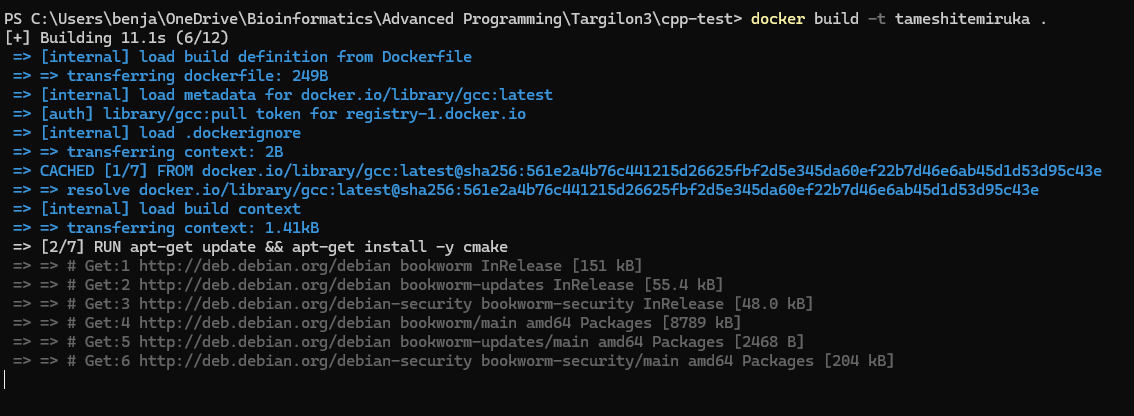 PS C:\Users\benja\OneDrive\Bioinformatics\Advanced Programming\Targilon3\cpp-test> docker build -t tameshitemiruka .
[+] Building 11.1s (6/12)
=> [internal] load build definition from Dockerfile
=> => transferring dockerfile: 249B
=> [internal] load metadata for docker.io/library/gcc:latest
=> [auth] library/gcc:pull token for registry-1.docker.io
=> [internal] load .dockerignore
=> => transferring context: 2B
=> CACHED [1/7] FROM docker.io/library/gcc:latest@sha256:561e2a4b76c441215d26625fbf2d5e345da60ef22b7d46e6ab45d1d53d95c43e
=> => resolve docker.io/library/gcc:latest@sha256:561e2a4b76c441215d26625fbf2d5e345da60ef22b7d46e6ab45d1d53d95c43e
=> [internal] load build context
=> => transferring context: 1.41kB
=> [2/7] RUN apt-get update && apt-get install -y cmake
=> => # Get:1 http://deb.debian.org/debian bookworm InRelease [151 kB]
=> => # Get:2 http://deb.debian.org/debian bookworm-updates InRelease [55.4 kB]
=> => # Get:3 http://deb.debian.org/debian-security bookworm-security InRelease [48.0 kB]
=> => # Get:4 http://deb.debian.org/debian bookworm/main amd64 Packages [8789 kB]
=> => # Get:5 http://deb.debian.org/debian bookworm-updates/main amd64 Packages [2468 B]
=> => # Get:6 http://deb.debian.org/debian-security bookworm-security/main amd64 Packages [204 kB]